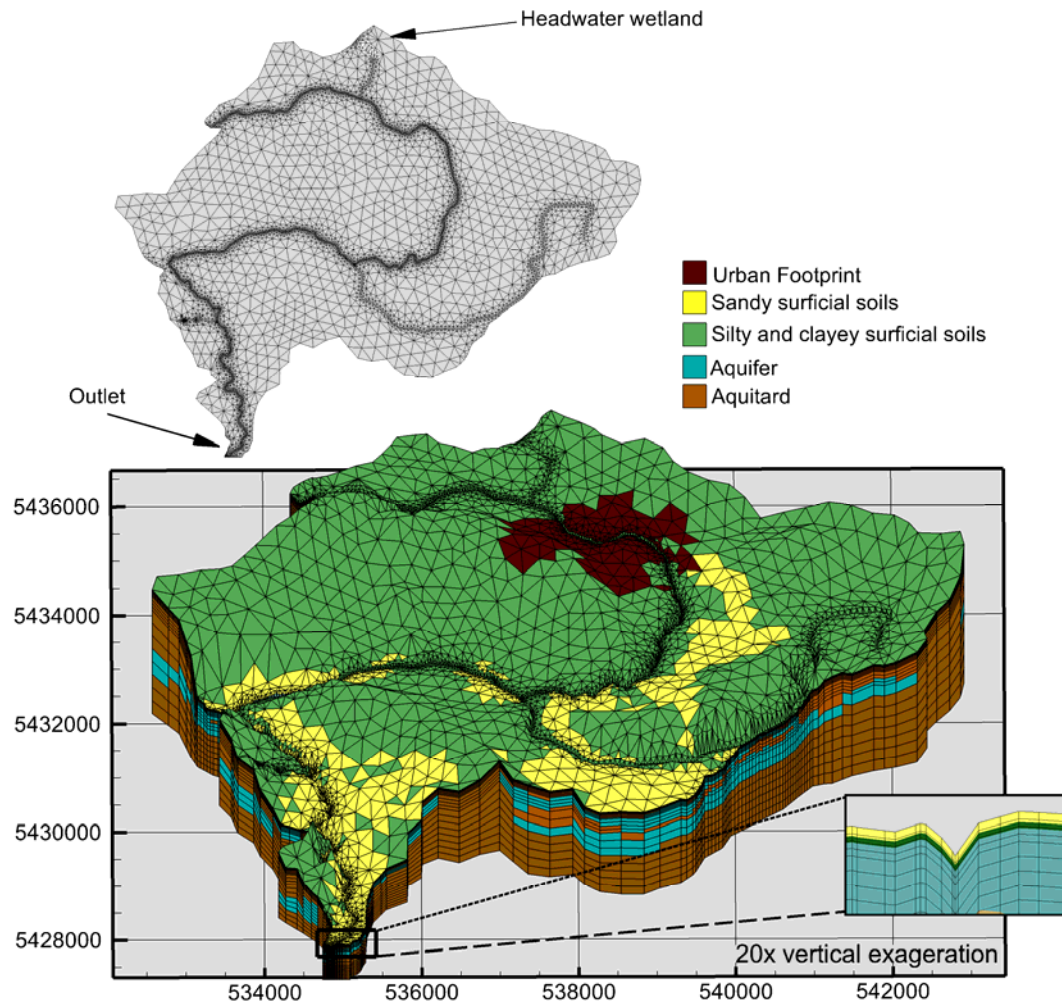 Headwater wetland
Urban Footprint
Sandy surficial soils
Silty and clayey surficial soils
Aquifer
Aquitard
Outlet
5436000
5434000
5432000
5430000
5428000
20x vertical exageration
534000
536000
538000
540000
542000